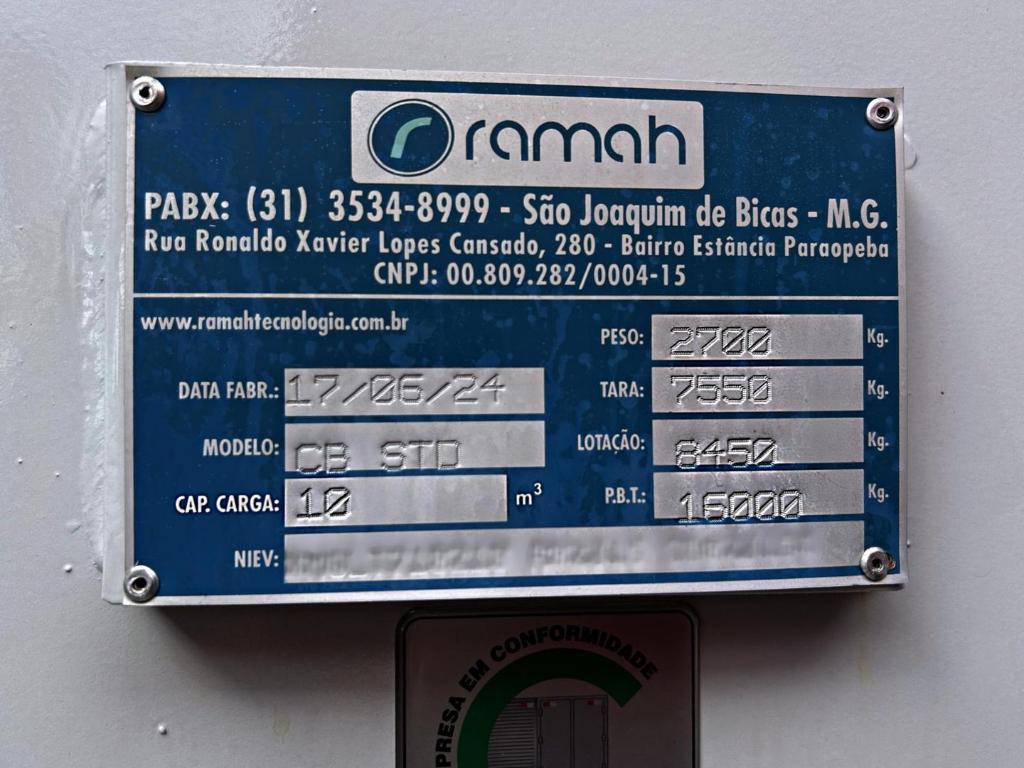 ramah
PABX: (31) 3534-8999 - São Joaquim de Bicas - M.G.
Rua Ronaldo Xavier Lopes Cansado, 280 - Bairro Estância Paraopeba
CNPJ: 00.809.282/0004-15
www.ramahtecnologia.com.br
PESO: 2700 Kg.
DATA FABR.: 17/06/24
TARA: 7550 Kg.
MODELO: CB STD
LOTAÇÃO: 8450 Kg.
CAP. CARGA: 10 m³
P.B.T.: 16000 Kg.
NIEV:
EM CONFORMIDADE